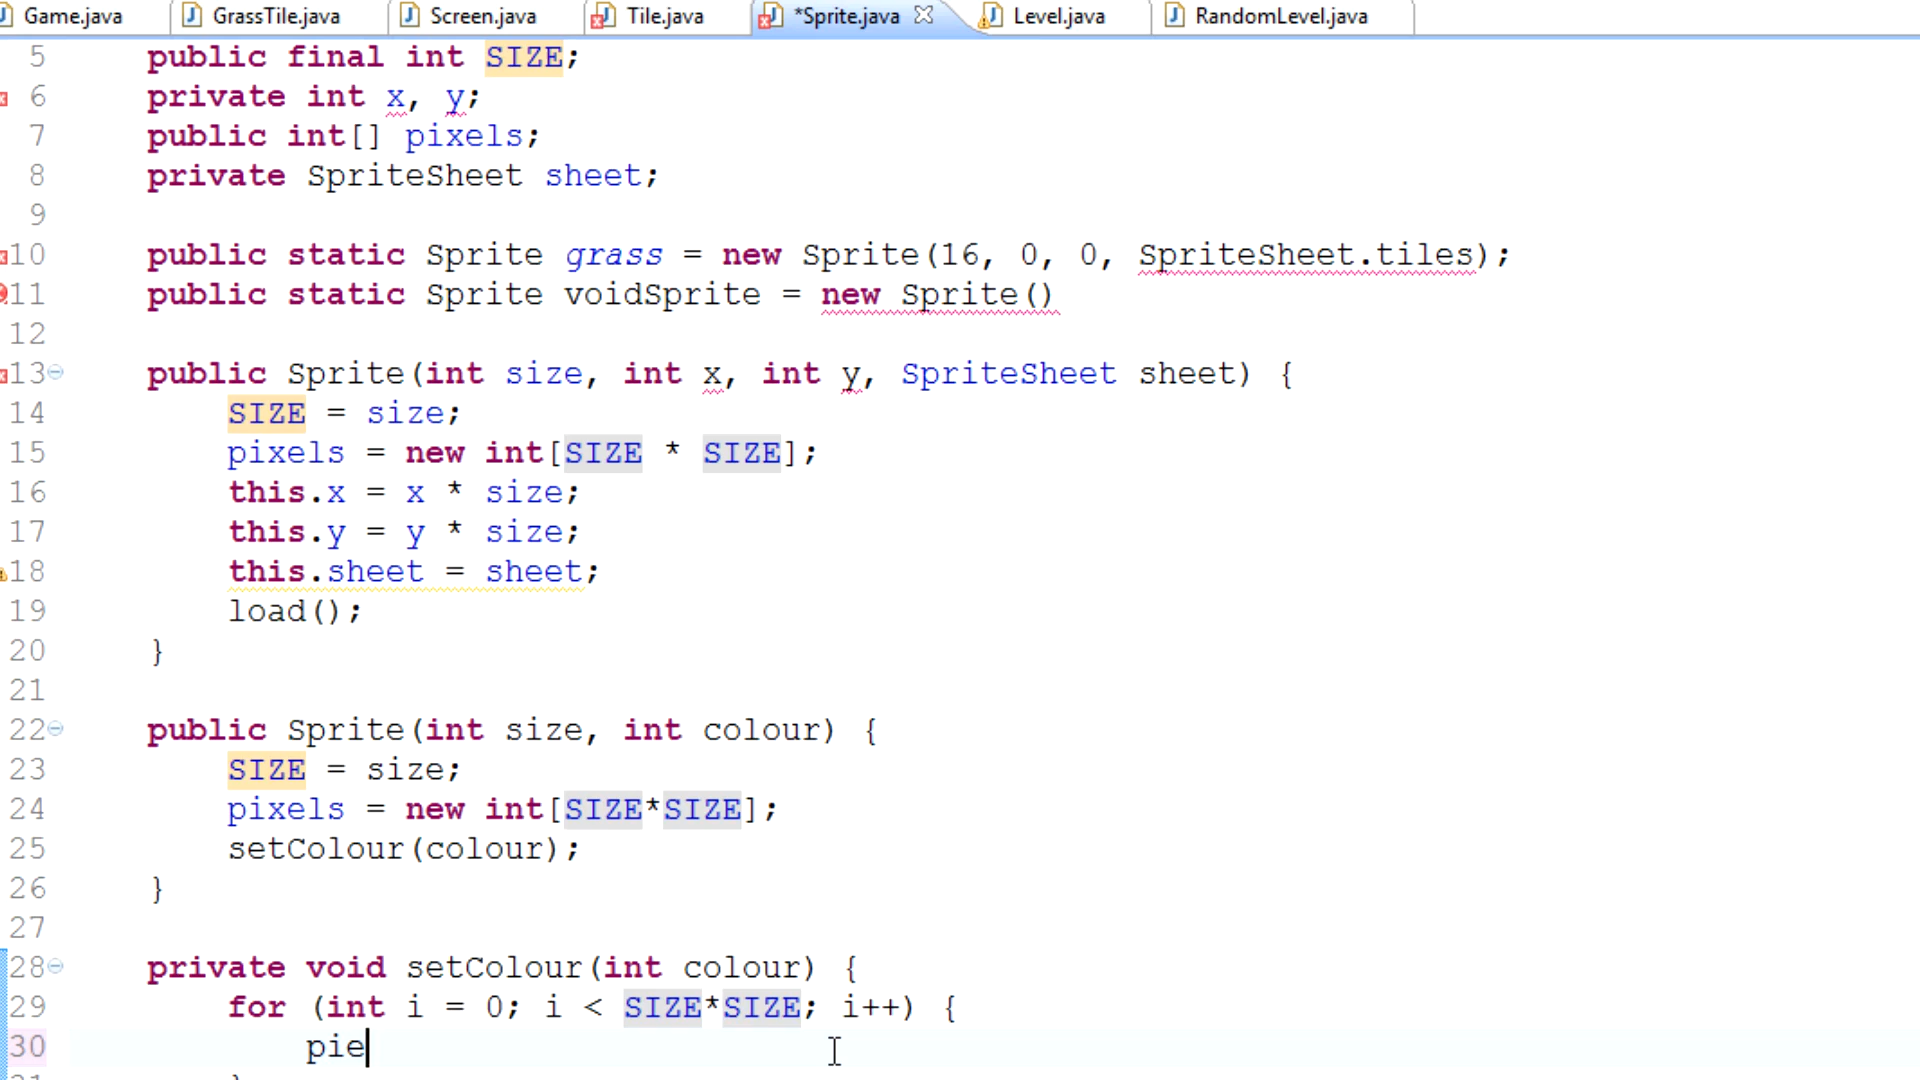 Game.java GrassTile.java Screen.java Tile.java *Sprite.java Level.java RandomLevel.java
5 public final int SIZE;
6 private int x, y;
7 public int[] pixels;
8 private SpriteSheet sheet;
9
10 public static Sprite grass = new Sprite(16, 0, 0, SpriteSheet.tiles);
11 public static Sprite voidSprite = new Sprite()
12
13 public Sprite(int size, int x, int y, SpriteSheet sheet) {
14 SIZE = size;
15 pixels = new int[SIZE * SIZE];
16 this.x = x * size;
17 this.y = y * size;
18 this.sheet = sheet;
19 load();
20 }
21
22 public Sprite(int size, int colour) {
23 SIZE = size;
24 pixels = new int[SIZE*SIZE];
25 setColour(colour);
26 }
27
28 private void setColour(int colour) {
29 for (int i = 0; i < SIZE*SIZE; i++) {
30 pie